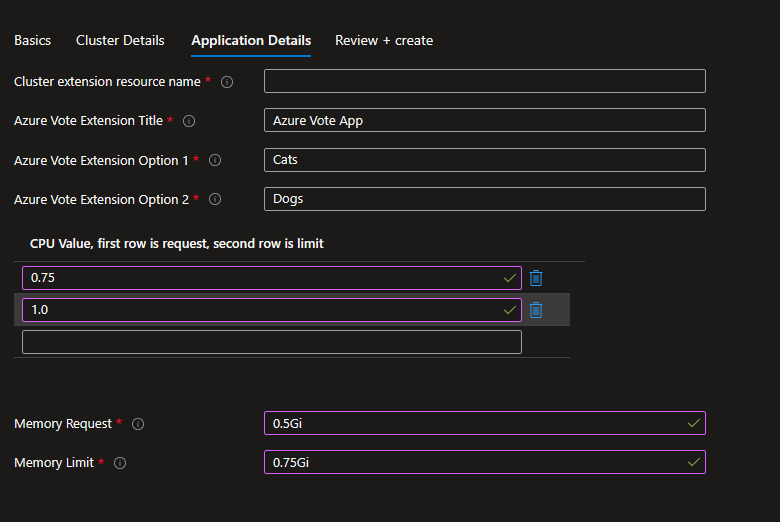 Basics Cluster Details Application Details Review + create
Cluster extension resource name *
Azure Vote Extension Title * Azure Vote App
Azure Vote Extension Option 1 * Cats
Azure Vote Extension Option 2 * Dogs
CPU Value, first row is request, second row is limit
0.75
1.0
Memory Request * 0.5Gi
Memory Limit * 0.75Gi